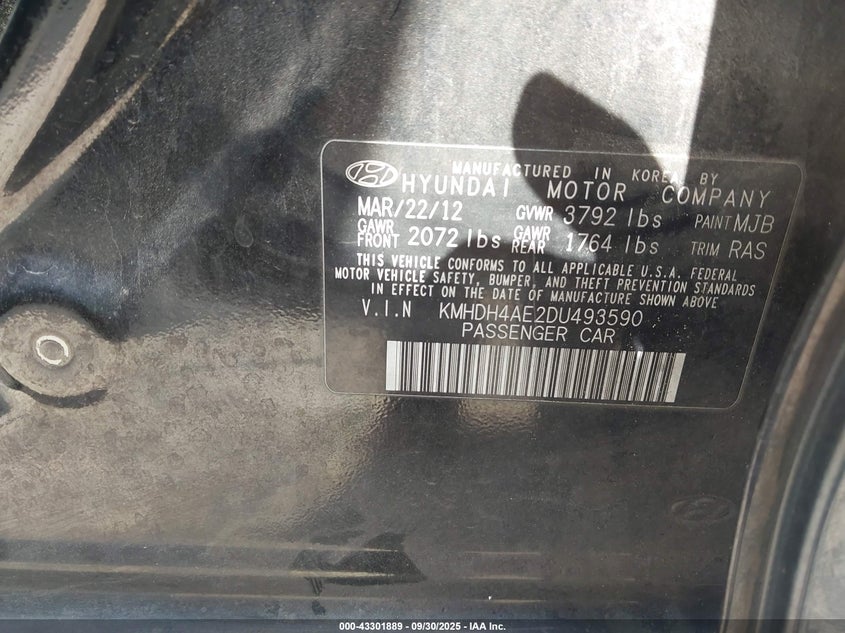 MANUFACTURED IN KOREA BY
HYUNDAI MOTOR COMPANY
MAR/22/12 GVWR 3792 lbs PAINT MJB
GAWR FRONT 2072 lbs GAWR REAR 1764 lbs TRIM RAS
THIS VEHICLE CONFORMS TO ALL APPLICABLE U.S.A. FEDERAL
MOTOR VEHICLE SAFETY, BUMPER, AND THEFT PREVENTION STANDARDS
IN EFFECT ON THE DATE OF MANUFACTURE SHOWN ABOVE
V.I.N KMHDH4AE2DU493590
PASSENGER CAR
000-43301889 - 09/30/2025 - IAA Inc.